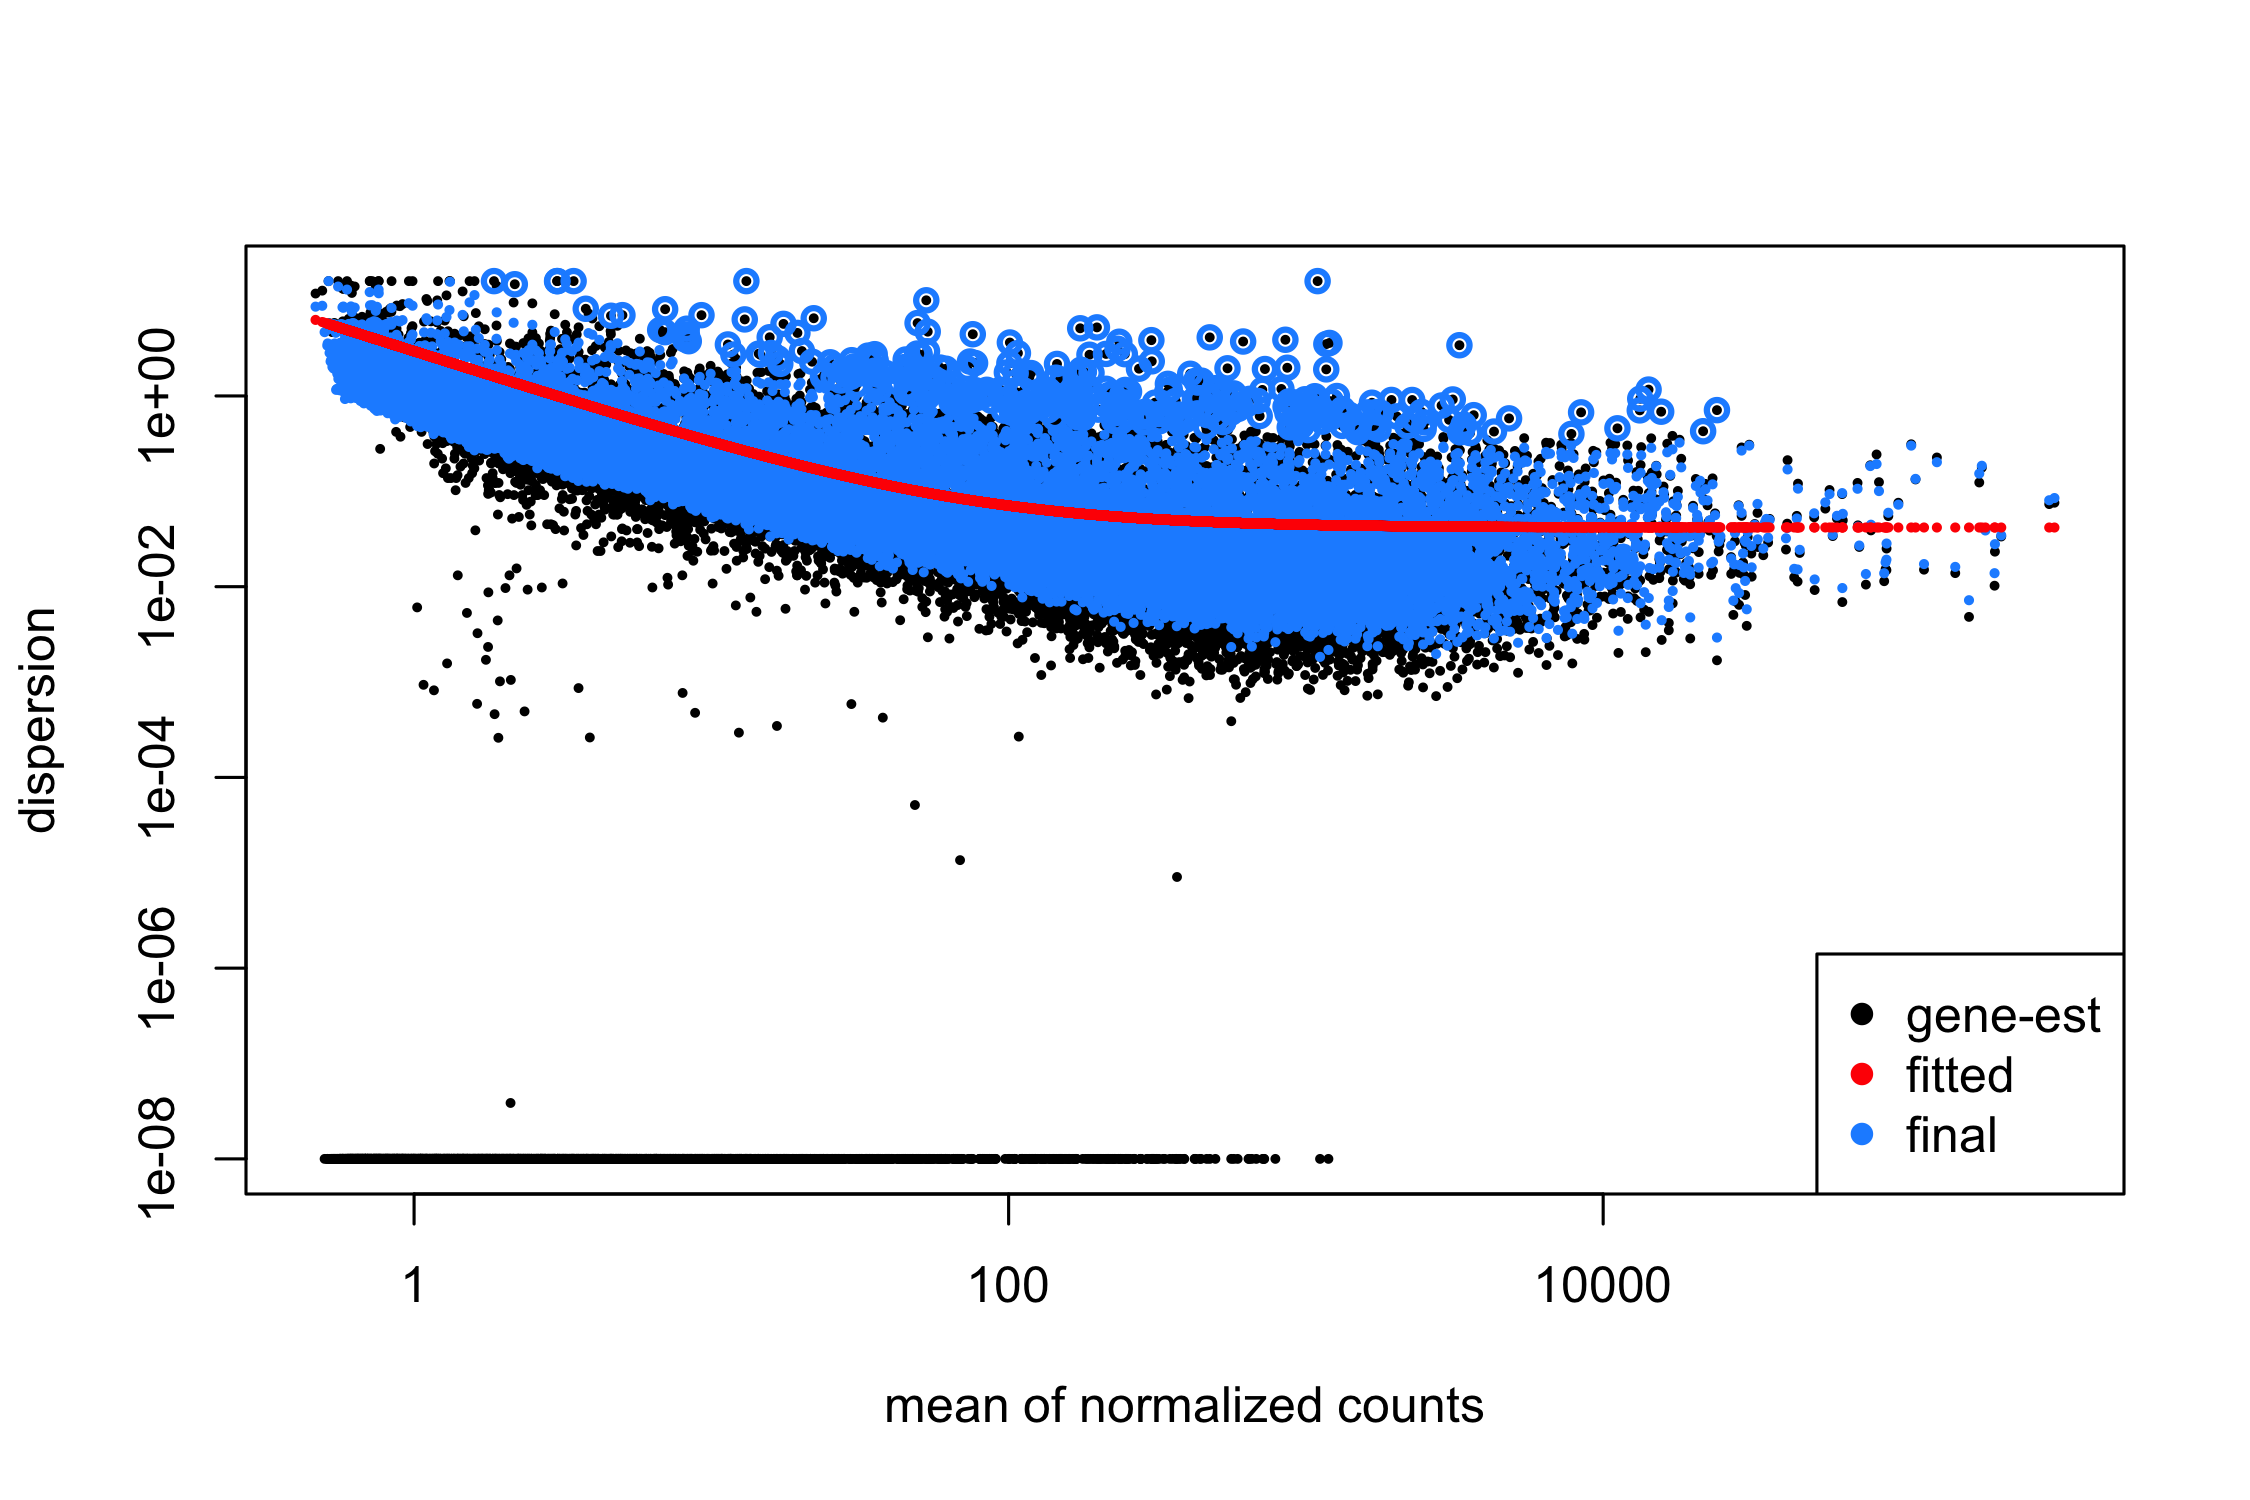 dispersion
1e+00
1e-02
1e-04
1e-06
1e-08
gene-est
fitted
final
1
100
10000
mean of normalized counts